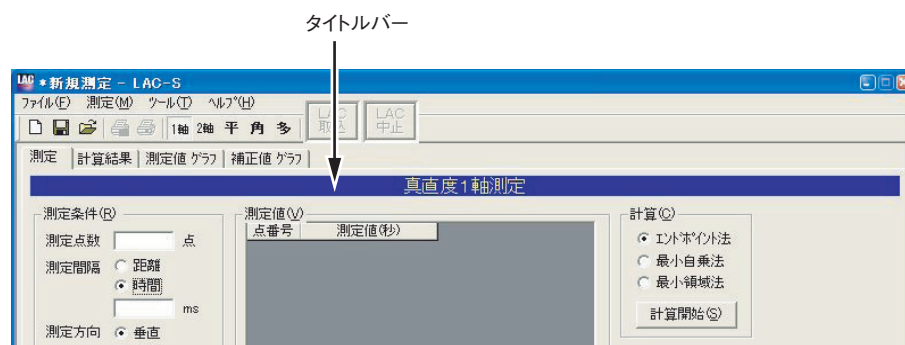 タイトルバー
LAC *新規測定 - LAC-S
ファイル(F) 測定(M) ツール(T) ヘルプ(H)
1軸 2軸 平 角 多 LAC取込 LAC中止
測定 計算結果 測定値グラフ 補正値グラフ
真直度1軸測定
測定条件(R) 測定値(V) 計算(C)
点番号 測定値(秒)
測定点数 点 エンドポイント法
測定間隔 距離 最小自乗法
時間 最小領域法
ms 計算開始(S)
測定方向 垂直